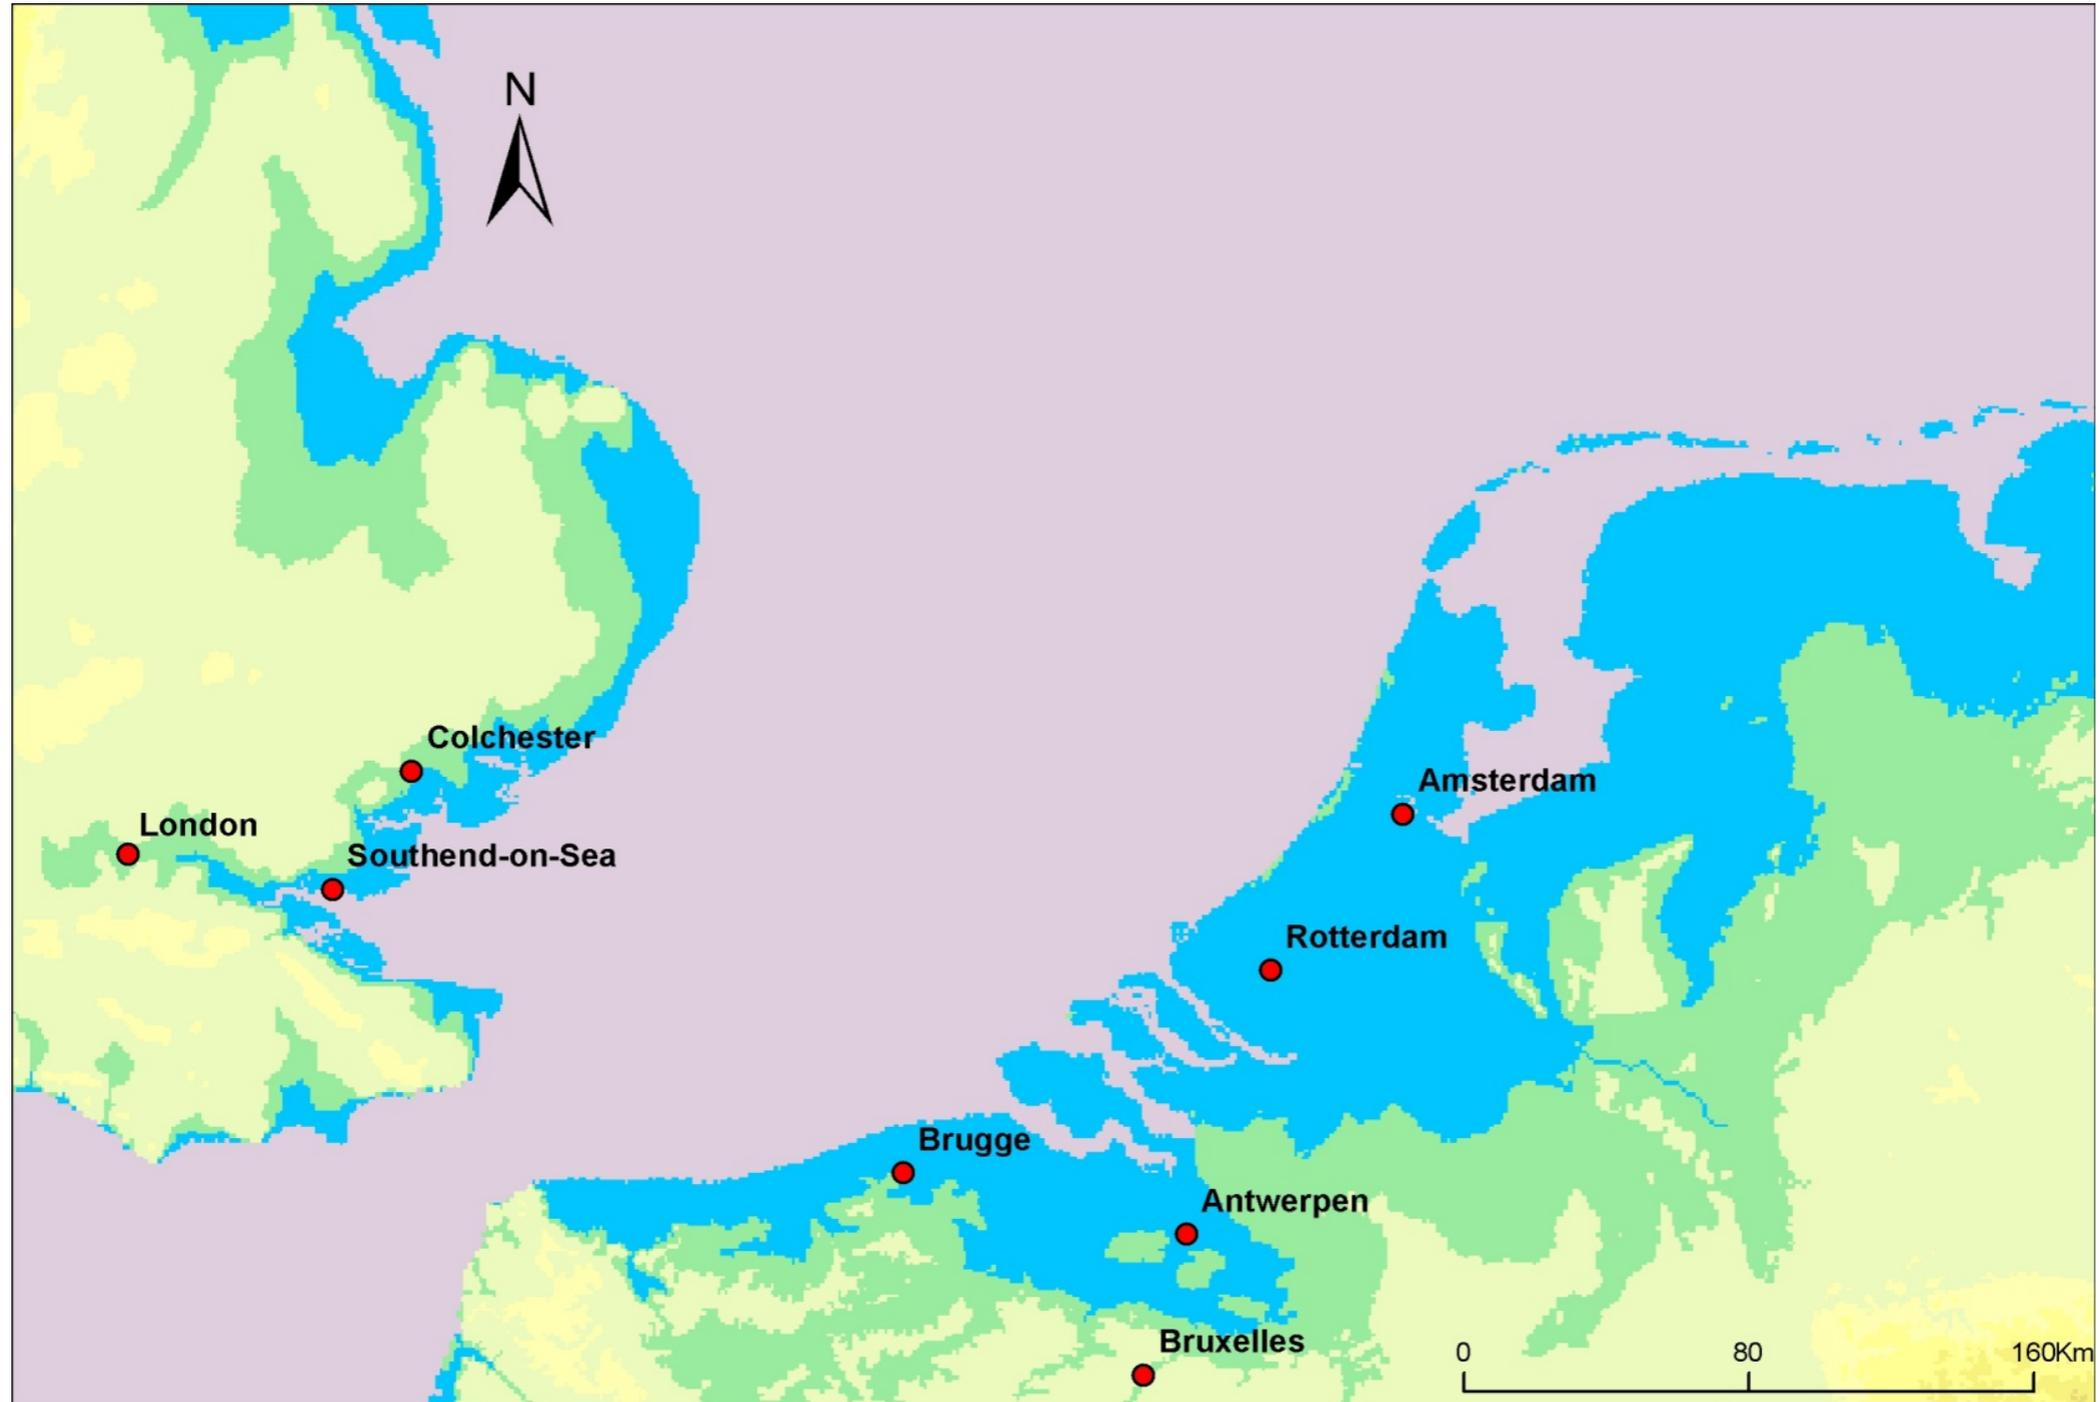 N
Colchester
London
Southend-on-Sea
Amsterdam
Rotterdam
Brugge
Antwerpen
Bruxelles
0 80 160Km